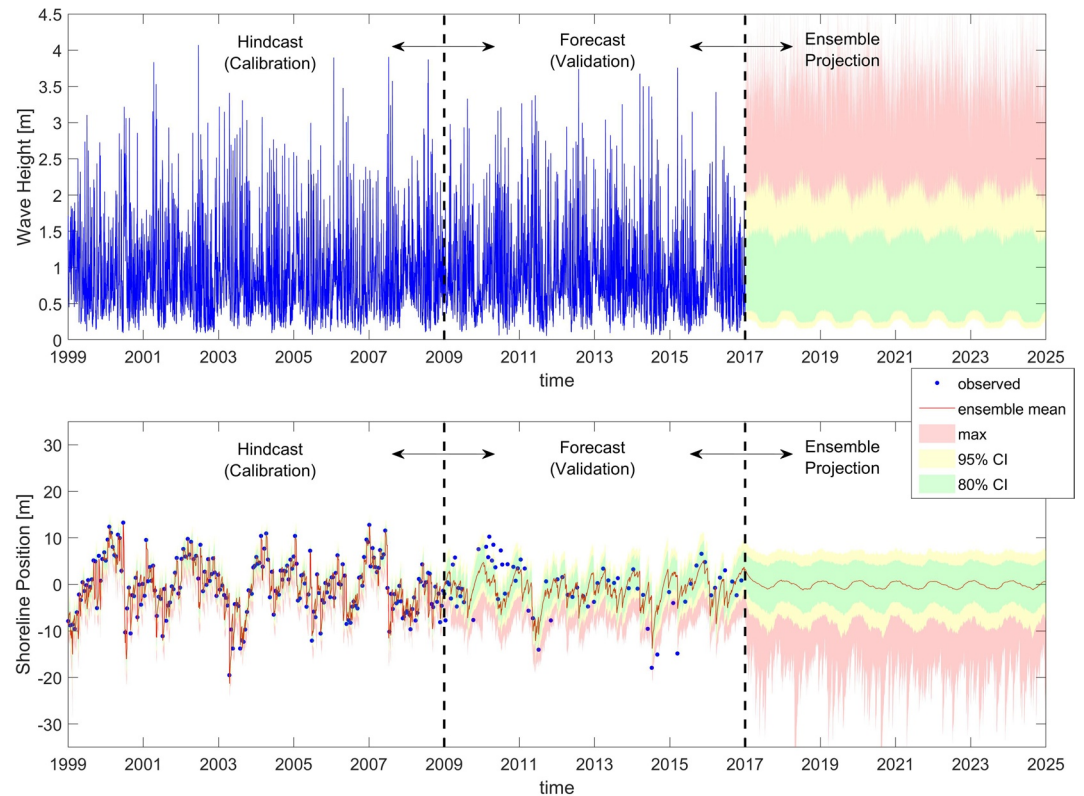 4.5
4
3.5
3
2.5
2
1.5
1
0.5
0
Wave Height [m]
Hindcast
(Calibration)
Forecast
(Validation)
Ensemble
Projection
1999 2001 2003 2005 2007 2009 2011 2013 2015 2017 2019 2021 2023 2025
time
observed
ensemble mean
max
95% CI
80% CI
30
20
10
0
-10
-20
-30
Shoreline Position [m]
Hindcast
(Calibration)
Forecast
(Validation)
Ensemble
Projection
1999 2001 2003 2005 2007 2009 2011 2013 2015 2017 2019 2021 2023 2025
time